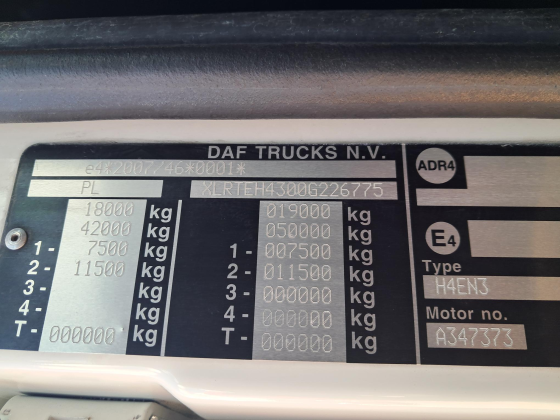 DAF TRUCKS N.V.
e4*2007/46*0001*
PL XLRTEH4300G226775
18000 kg 019000 kg
42000 kg 050000 kg
1- 7500 kg 1- 007500 kg
2- 11500 kg 2- 011500 kg
3- kg 3- 000000 kg
4- kg 4- 000000 kg
T- 000000 kg T- 000000 kg
ADR4
E4
Type
H4EN3
Motor no.
A347373